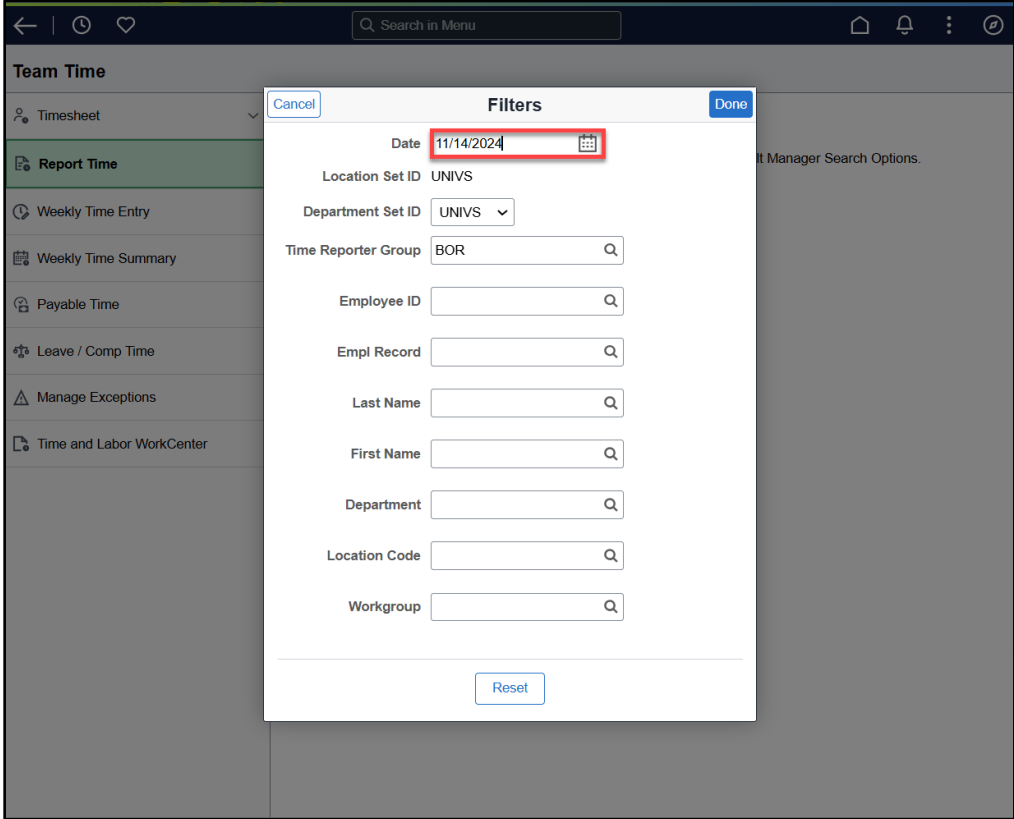 Search in Menu
Team Time
Timesheet
Report Time
Weekly Time Entry
Weekly Time Summary
Payable Time
Leave / Comp Time
Manage Exceptions
Time and Labor WorkCenter
Cancel
Filters
Done
Date 11/14/2024
Location Set ID UNIVS
Department Set ID UNIVS
Time Reporter Group BOR
Employee ID
Empl Record
Last Name
First Name
Department
Location Code
Workgroup
Reset
lt Manager Search Options.